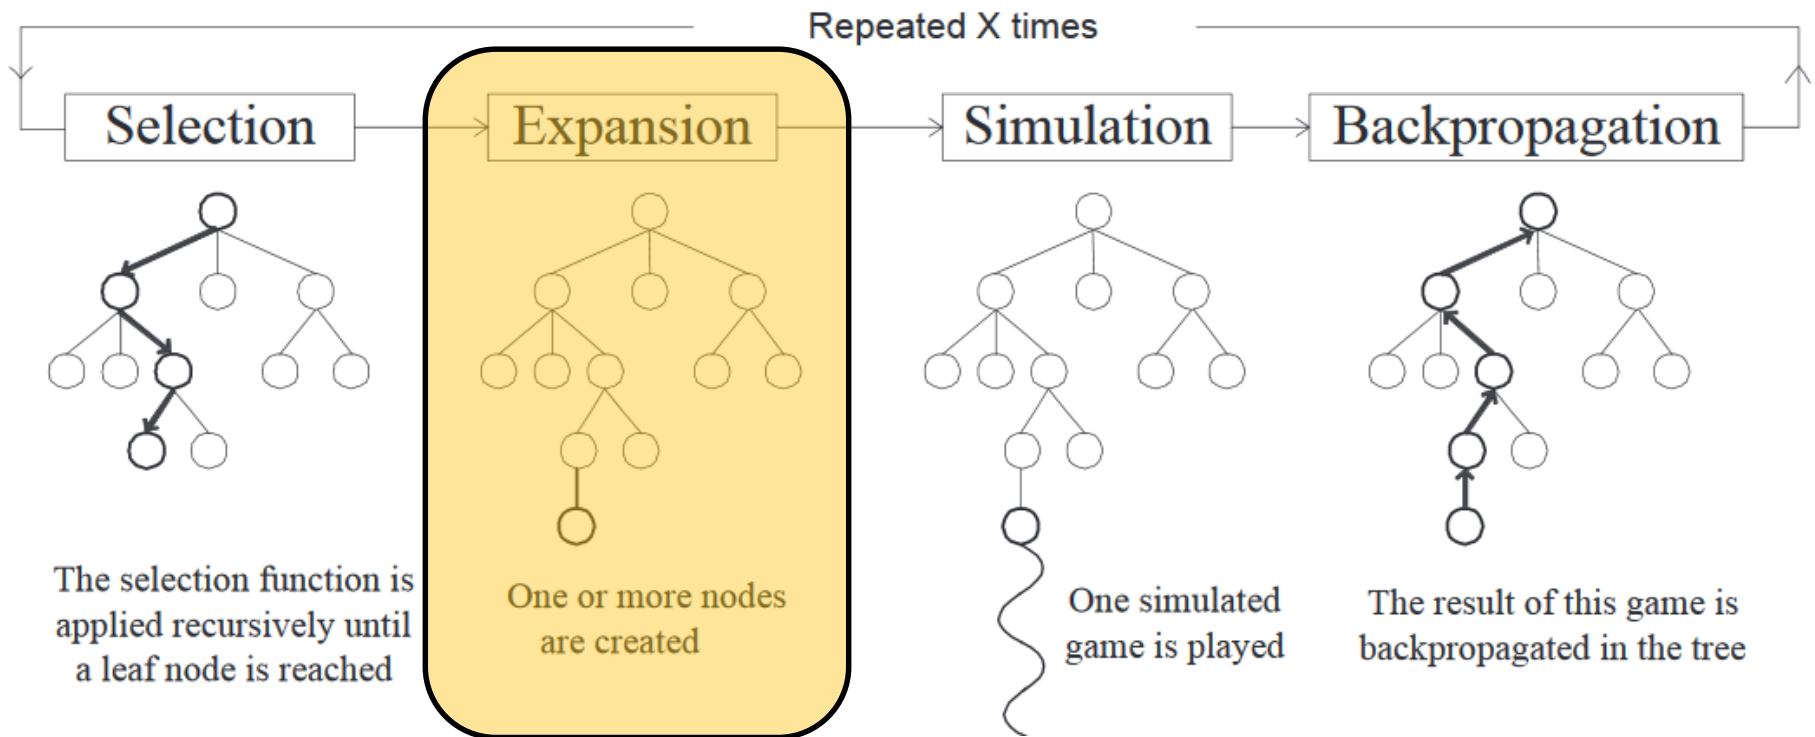 Repeated X times
Selection
Expansion
Simulation
Backpropagation
The selection function is
applied recursively until
a leaf node is reached
One or more nodes
are created
One simulated
game is played
The result of this game is
backpropagated in the tree